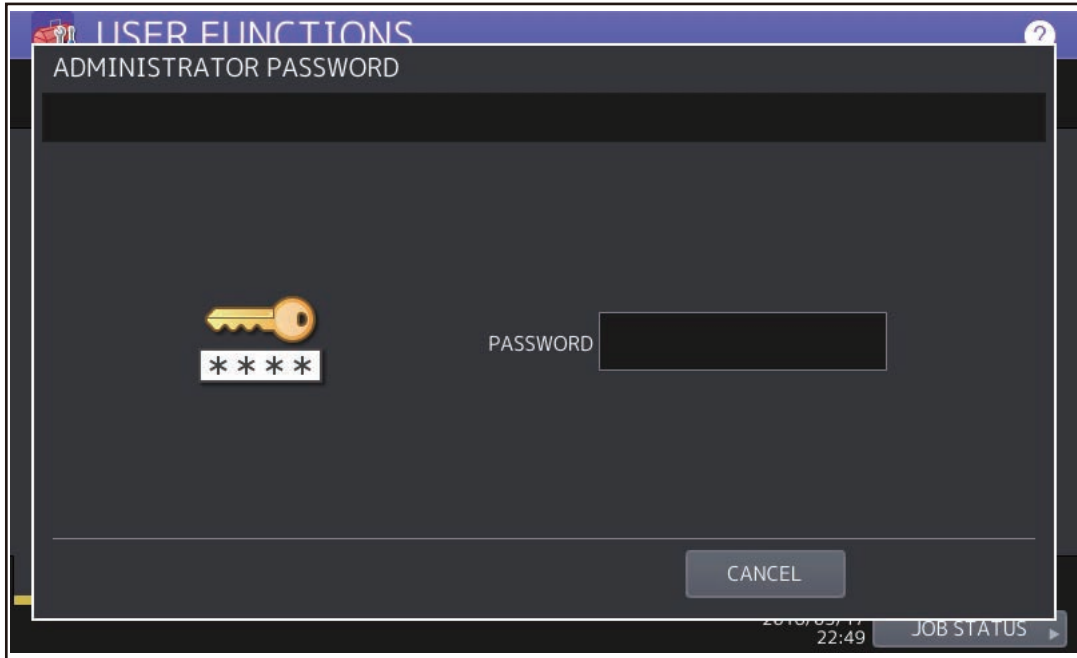 USER FUNCTIONS
?
ADMINISTRATOR PASSWORD
PASSWORD
* * * *
CANCEL
22:49
JOB STATUS